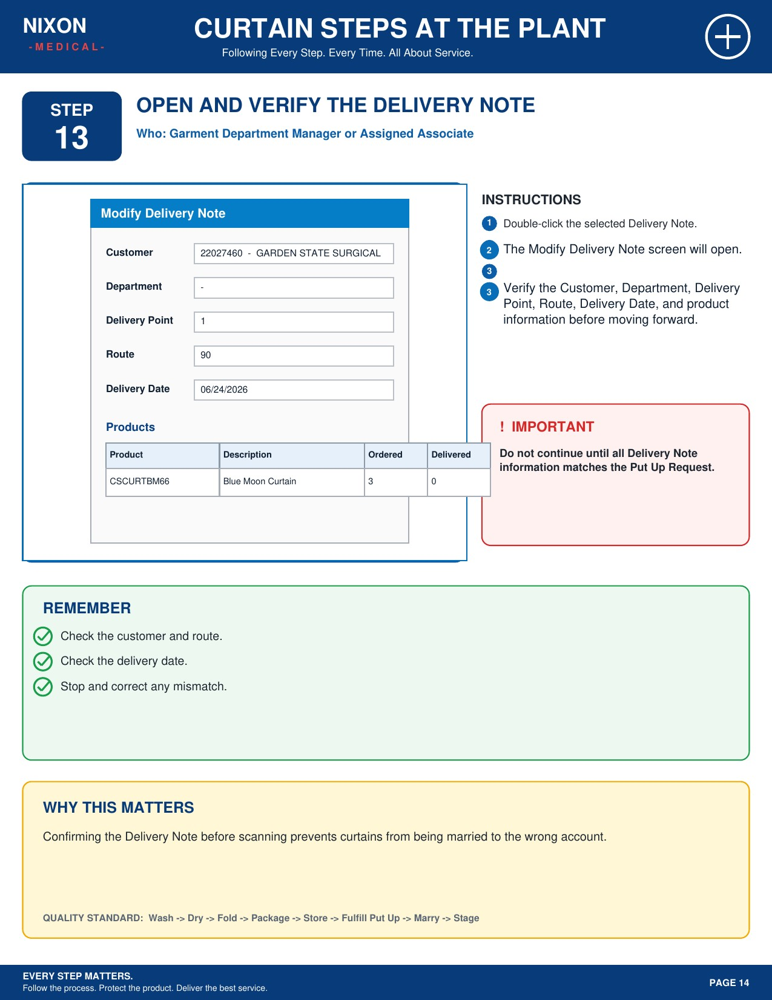 NIXON
-MEDICAL-
CURTAIN STEPS AT THE PLANT
Following Every Step. Every Time. All About Service.
STEP
13
OPEN AND VERIFY THE DELIVERY NOTE
Who: Garment Department Manager or Assigned Associate
Modify Delivery Note
Customer 22027460 - GARDEN STATE SURGICAL
Department -
Delivery Point 1
Route 90
Delivery Date 06/24/2026
Products
Product Description Ordered Delivered
CSCURTBM66 Blue Moon Curtain 3 0
INSTRUCTIONS
1 Double-click the selected Delivery Note.
2 The Modify Delivery Note screen will open.
3
3 Verify the Customer, Department, Delivery
Point, Route, Delivery Date, and product
information before moving forward.
! IMPORTANT
Do not continue until all Delivery Note
information matches the Put Up Request.
REMEMBER
Check the customer and route.
Check the delivery date.
Stop and correct any mismatch.
WHY THIS MATTERS
Confirming the Delivery Note before scanning prevents curtains from being married to the wrong account.
QUALITY STANDARD: Wash -> Dry -> Fold -> Package -> Store -> Fulfill Put Up -> Marry -> Stage
EVERY STEP MATTERS.
Follow the process. Protect the product. Deliver the best service.
PAGE 14